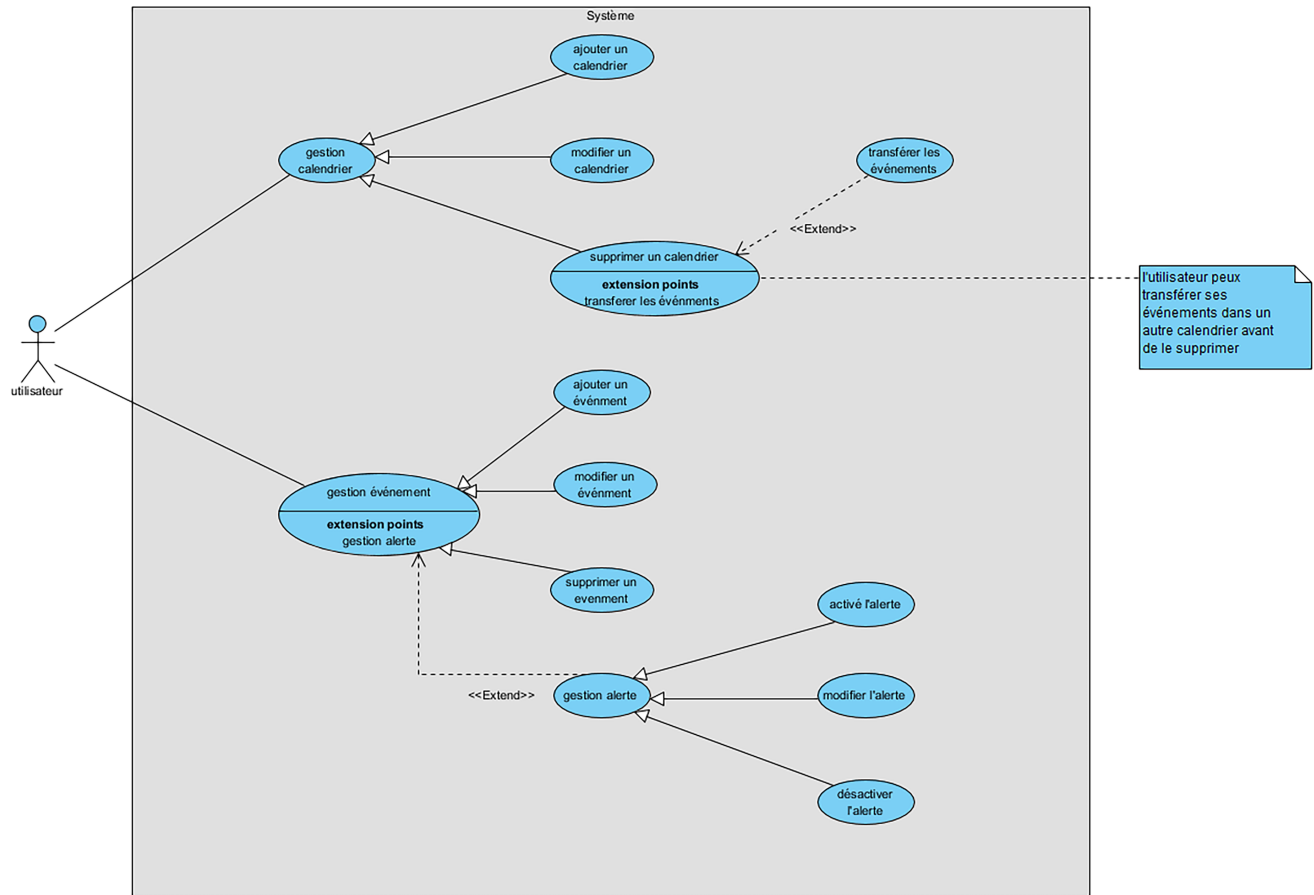 Système
ajouter un
calendrier
gestion
calendrier
modifier un
calendrier
transférer les
événements
<<Extend>>
supprimer un calendrier
extension points
transferer les événments
l'utilisateur peux
transférer ses
événements dans un
autre calendrier avant
de le supprimer
utilisateur
ajouter un
événment
modifier un
événment
gestion événement
extension points
gestion alerte
supprimer un
evenment
activé l'alerte
<<Extend>>
gestion alerte
modifier l'alerte
désactiver
l'alerte